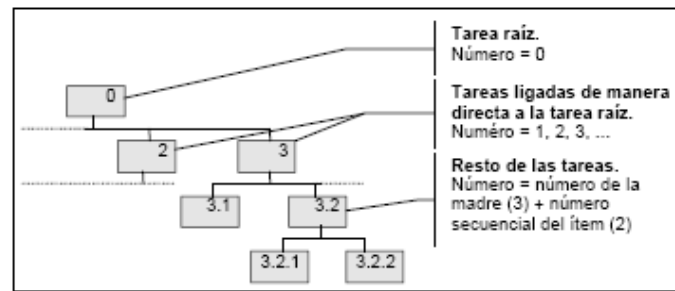 Tarea raíz.
Número = 0
0
Tareas ligadas de manera
directa a la tarea raíz.
Numéro = 1, 2, 3, ...
2
3
Resto de las tareas.
Número = número de la
madre (3) + número
secuencial del ítem (2)
3.1
3.2
3.2.1
3.2.2